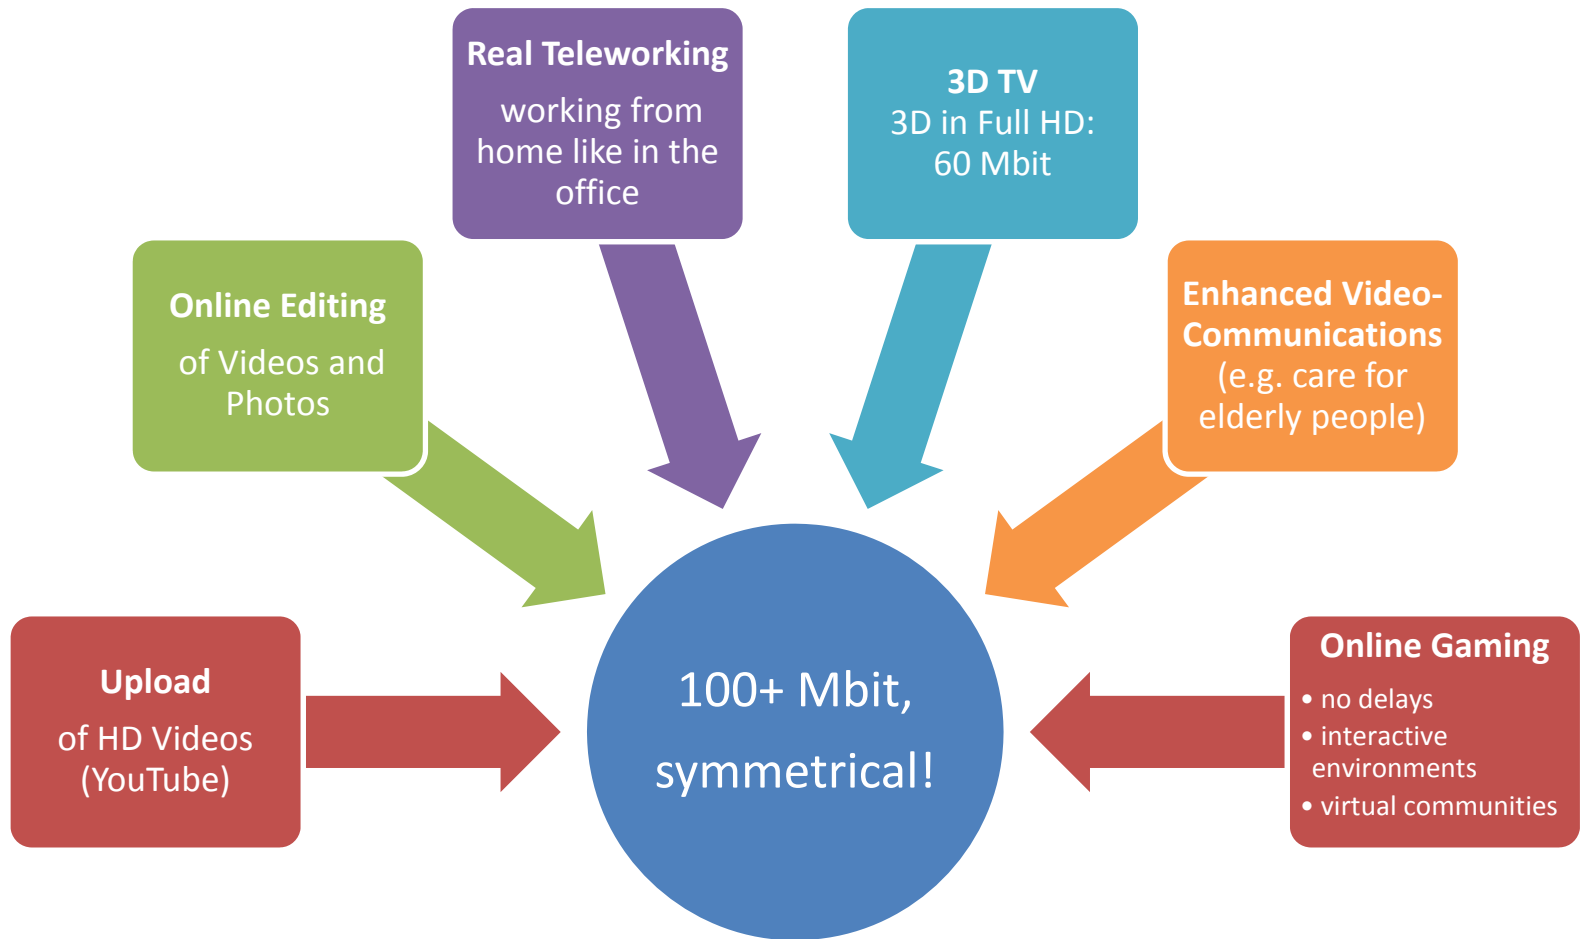 Real Teleworking
working from
home like in the
office
3D TV
3D in Full HD:
60 Mbit
Online Editing
of Videos and
Photos
Enhanced Video-
Communications
(e.g. care for
elderly people)
Upload
of HD Videos
(YouTube)
100+ Mbit,
symmetrical!
Online Gaming
• no delays
• interactive
environments
• virtual communities